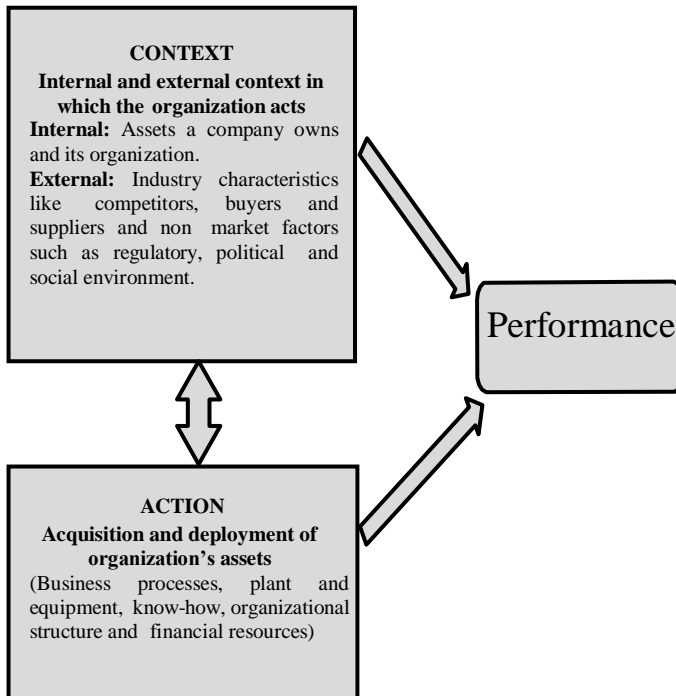 CONTEXT
Internal and external context in
which the organization acts
Internal: Assets a company owns
and its organization.
External: Industry characteristics
like competitors, buyers and
suppliers and non market factors
such as regulatory, political and
social environment.
Performance
ACTION
Acquisition and deployment of
organization's assets
(Business processes, plant and
equipment, know-how, organizational
structure and financial resources)